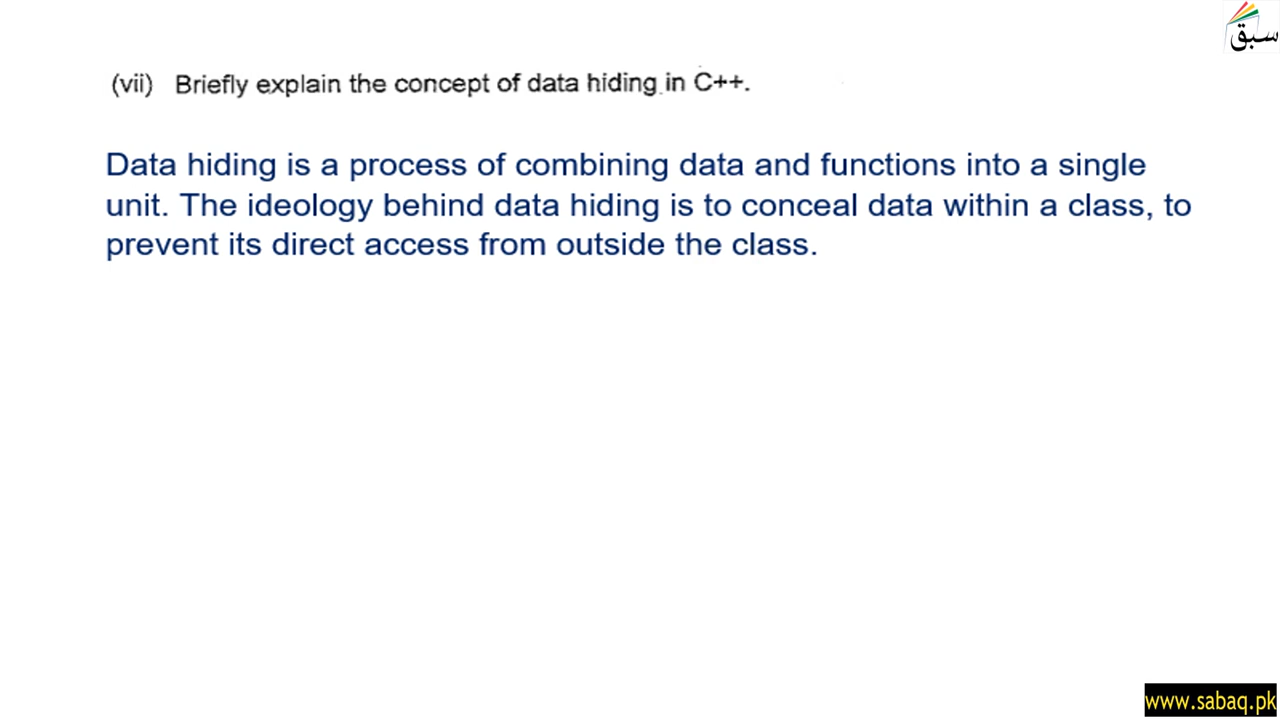 سبق
(vii) Briefly explain the concept of data hiding in C++.
Data hiding is a process of combining data and functions into a single
unit. The ideology behind data hiding is to conceal data within a class, to
prevent its direct access from outside the class.
www.sabaq.pk